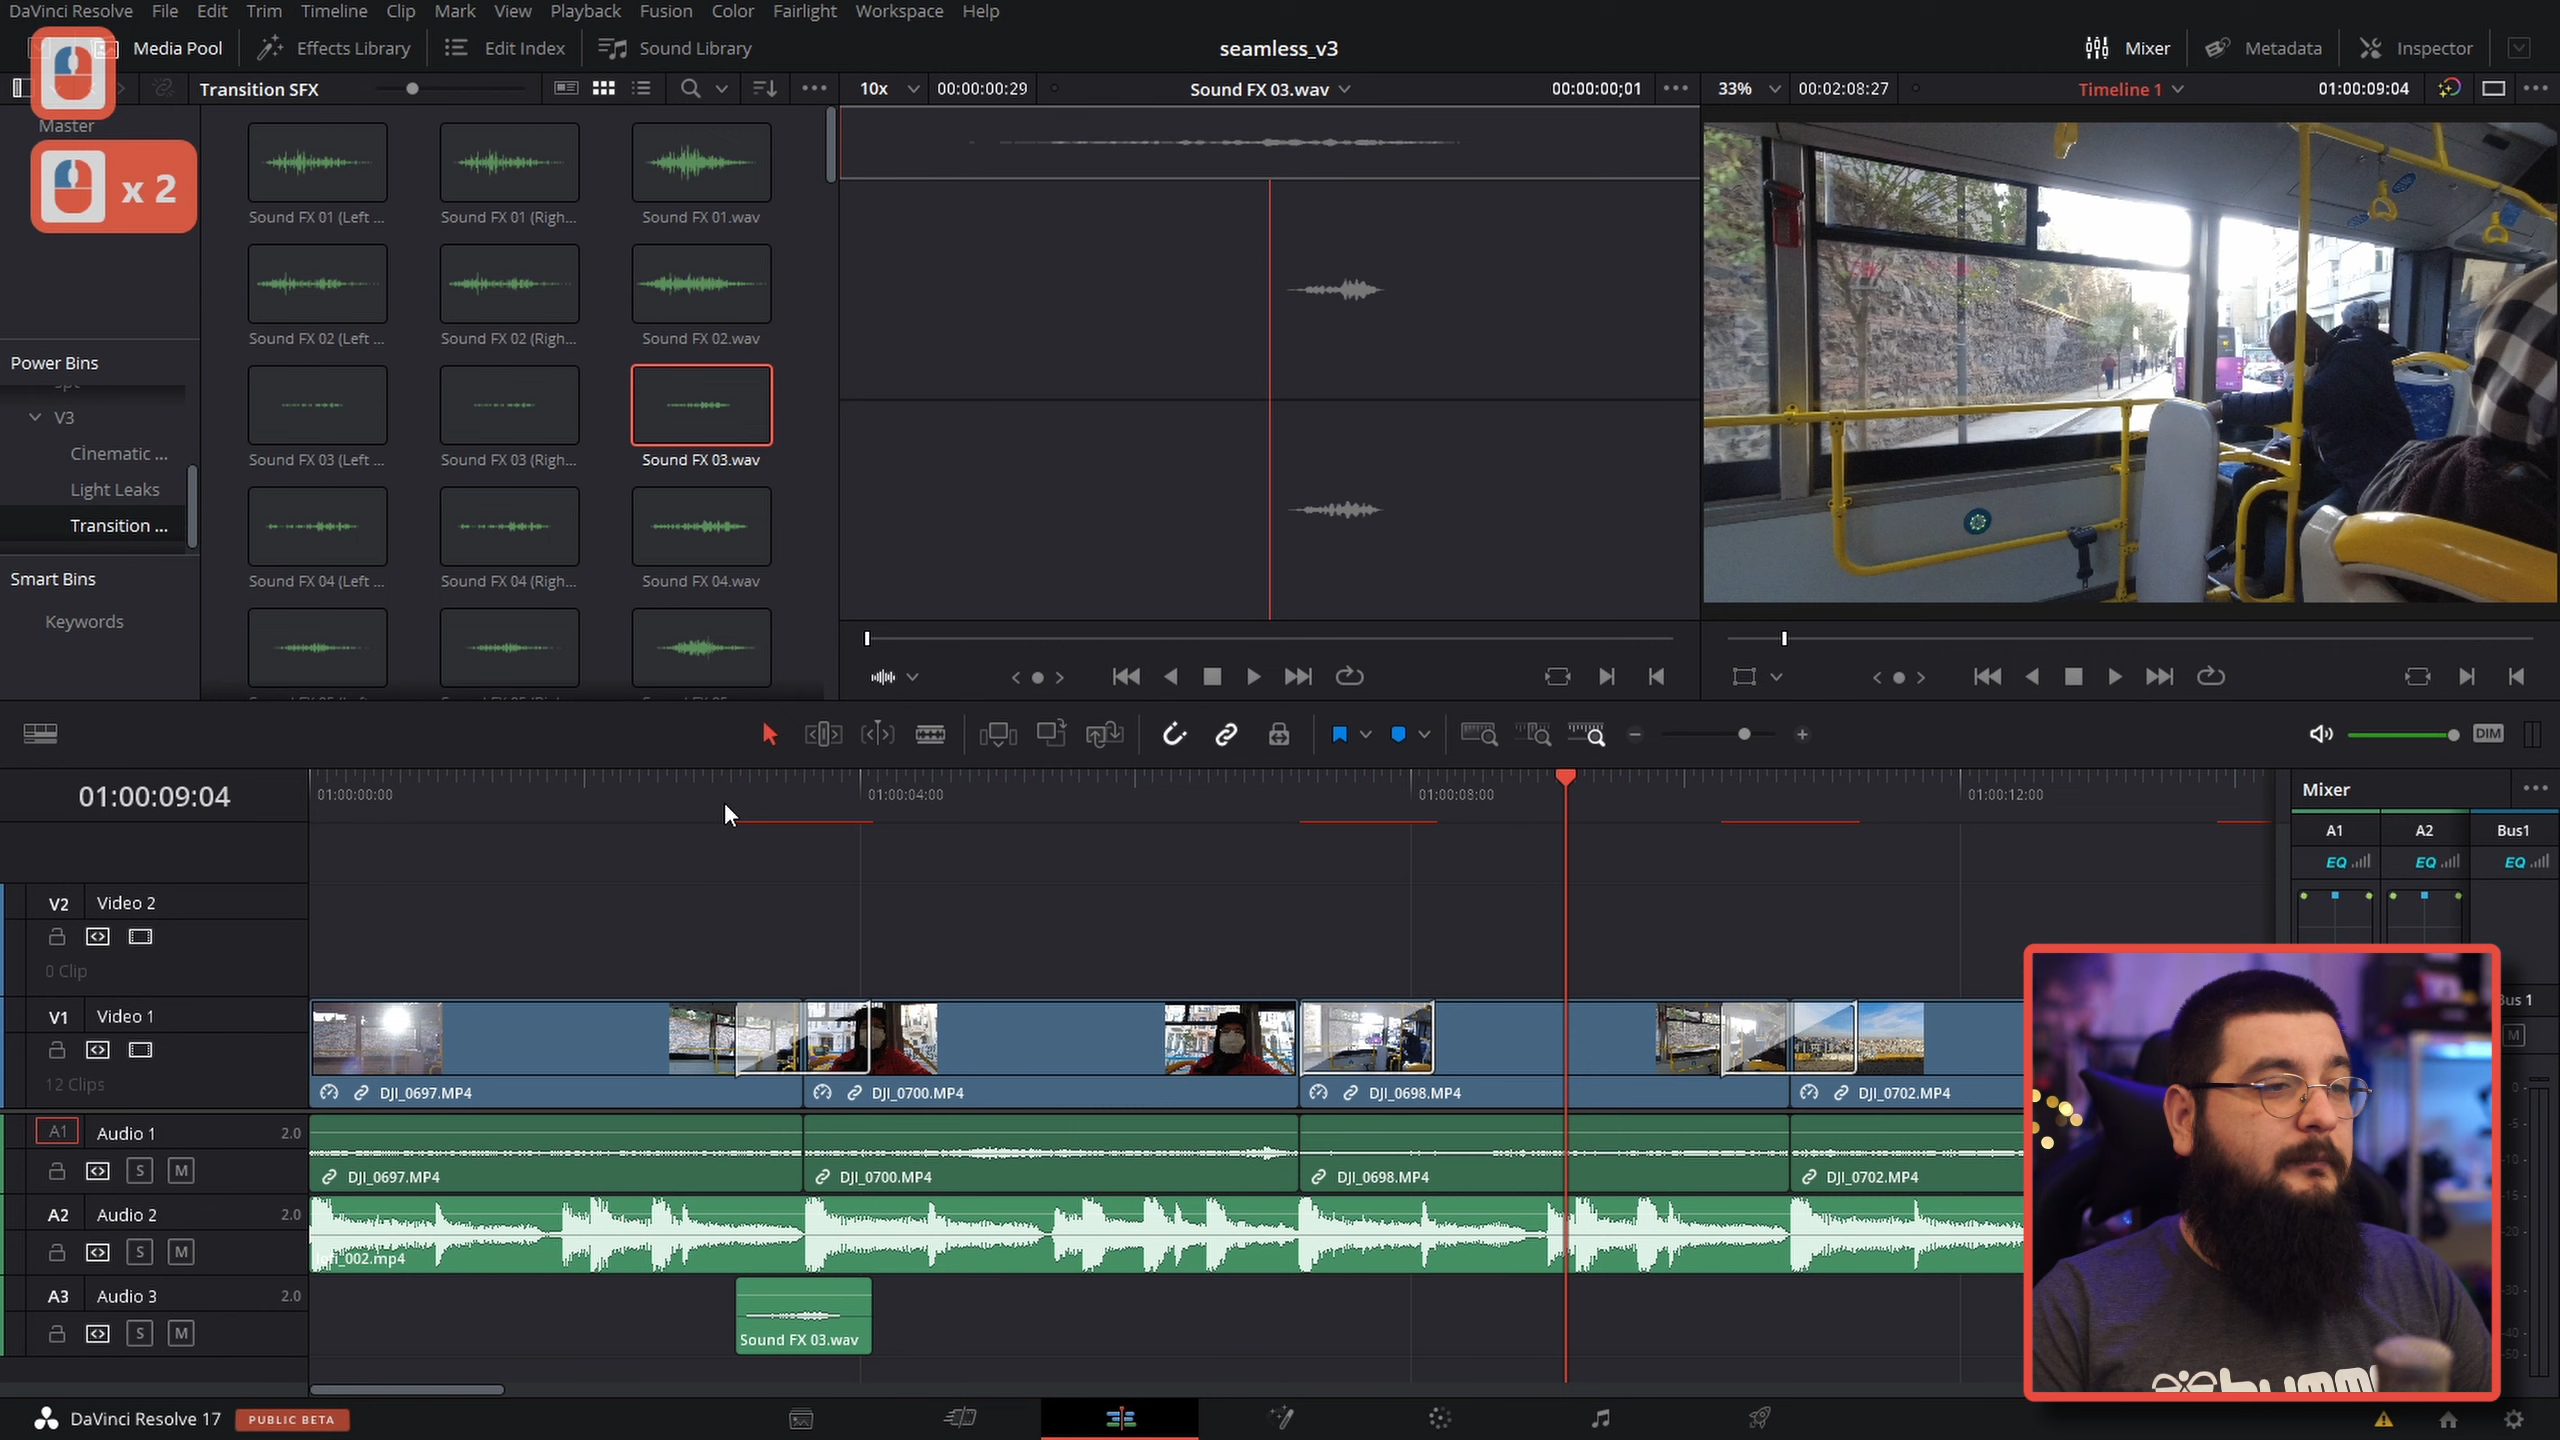 DaVinci Resolve File Edit Trim Timeline Clip Mark View Playback Fusion Color Fairlight Workspace Help
Media Pool Effects Library Edit Index Sound Library seamless_v3 Mixer Metadata Inspector
Transition SFX 10x 00:00:00:29 Sound FX 03.wav 00:00:00;01 33% 00:02:08:27 Timeline 1 01:00:09:04
Master
x 2
Sound FX 01 (Left ... Sound FX 01 (Righ... Sound FX 01.wav
Sound FX 02 (Left ... Sound FX 02 (Righ... Sound FX 02.wav
Power Bins
V3
Cinematic ...
Sound FX 03 (Left ... Sound FX 03 (Righ... Sound FX 03.wav
Light Leaks
Transition ...
Smart Bins
Sound FX 04 (Left ... Sound FX 04 (Righ... Sound FX 04.wav
Keywords
DIM
01:00:09:04
01:00:00:00 01:00:04:00 01:00:08:00 01:00:12:00
Mixer
A1 A2 Bus1
EQ EQ EQ
V2 Video 2
0 Clip
Bus 1
M
V1 Video 1
12 Clips
DJI_0697.MP4 DJI_0700.MP4 DJI_0698.MP4 DJI_0702.MP4
A1 Audio 1 2.0
S M
DJI_0697.MP4 DJI_0700.MP4 DJI_0698.MP4 DJI_0702.MP4
A2 Audio 2 2.0
S M
A3 Audio 3 2.0
S M
Sound FX 03.wav
DaVinci Resolve 17 PUBLIC BETA